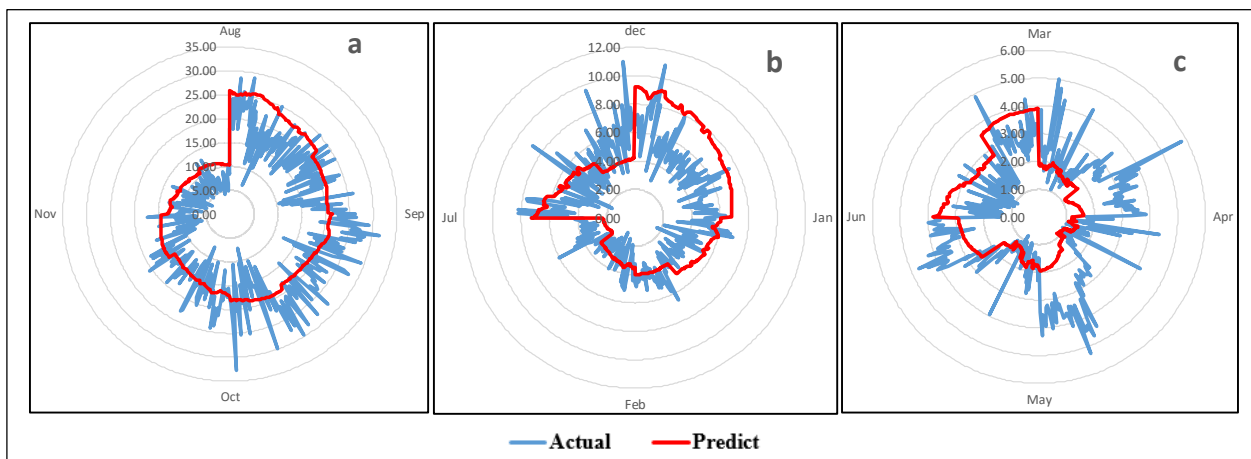 Aug
a
35.00
30.00
25.00
20.00
15.00
10.00
5.00
0.00
Nov
Sep
Oct
dec
b
12.00
10.00
8.00
6.00
4.00
2.00
0.00
Jul
Jan
Feb
Mar
c
6.00
5.00
4.00
3.00
2.00
1.00
0.00
Jun
Apr
May
Actual
Predict